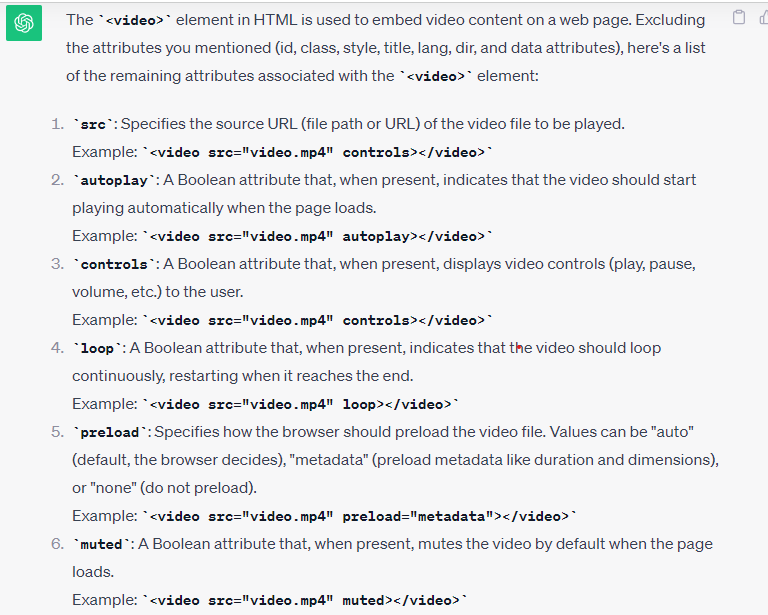 The `<video>` element in HTML is used to embed video content on a web page. Excluding
the attributes you mentioned (id, class, style, title, lang, dir, and data attributes), here's a list
of the remaining attributes associated with the `<video>` element:
1. `src`: Specifies the source URL (file path or URL) of the video file to be played.
Example: `<video src="video.mp4" controls></video>`
2. `autoplay`: A Boolean attribute that, when present, indicates that the video should start
playing automatically when the page loads.
Example: `<video src="video.mp4" autoplay></video>`
3. `controls`: A Boolean attribute that, when present, displays video controls (play, pause,
volume, etc.) to the user.
Example: `<video src="video.mp4" controls></video>`
4. `loop`: A Boolean attribute that, when present, indicates that the video should loop
continuously, restarting when it reaches the end.
Example: `<video src="video.mp4" loop></video>`
5. `preload`: Specifies how the browser should preload the video file. Values can be "auto"
(default, the browser decides), "metadata" (preload metadata like duration and dimensions),
or "none" (do not preload).
Example: `<video src="video.mp4" preload="metadata"></video>`
6. `muted`: A Boolean attribute that, when present, mutes the video by default when the page
loads.
Example: `<video src="video.mp4" muted></video>`